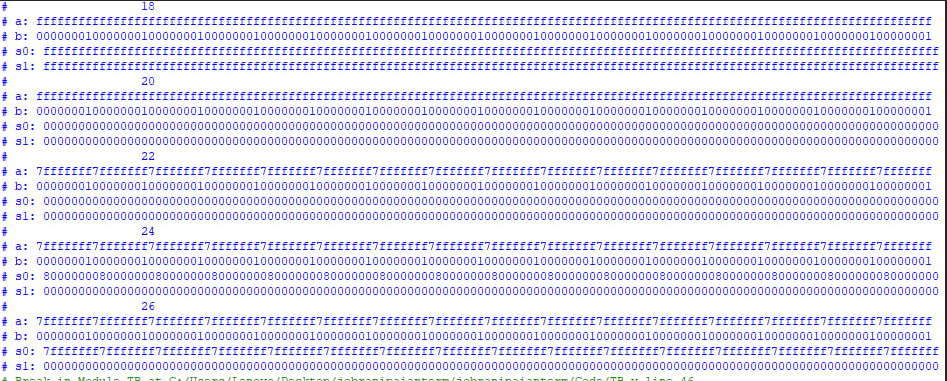 # 18
# a: ffffffffffffffffffffffffffffffffffffffffffffffffffffffffffffffffffffffffffffffffffffffffffffffffffffffffffffffffffffffffffffffff
# b: 00000001000000010000000100000001000000010000000100000001000000010000000100000001000000010000000100000001000000010000000100000001
# s0: ffffffffffffffffffffffffffffffffffffffffffffffffffffffffffffffffffffffffffffffffffffffffffffffffffffffffffffffffffffffffffffffff
# s1: ffffffffffffffffffffffffffffffffffffffffffffffffffffffffffffffffffffffffffffffffffffffffffffffffffffffffffffffffffffffffffffffff
# 20
# a: ffffffffffffffffffffffffffffffffffffffffffffffffffffffffffffffffffffffffffffffffffffffffffffffffffffffffffffffffffffffffffffffff
# b: 00000001000000010000000100000001000000010000000100000001000000010000000100000001000000010000000100000001000000010000000100000001
# s0: 00000000000000000000000000000000000000000000000000000000000000000000000000000000000000000000000000000000000000000000000000000000
# s1: 00000000000000000000000000000000000000000000000000000000000000000000000000000000000000000000000000000000000000000000000000000000
# 22
# a: 7fffffff7fffffff7fffffff7fffffff7fffffff7fffffff7fffffff7fffffff7fffffff7fffffff7fffffff7fffffff7fffffff7fffffff7fffffff7fffffff
# b: 00000001000000010000000100000001000000010000000100000001000000010000000100000001000000010000000100000001000000010000000100000001
# s0: 00000000000000000000000000000000000000000000000000000000000000000000000000000000000000000000000000000000000000000000000000000000
# s1: 00000000000000000000000000000000000000000000000000000000000000000000000000000000000000000000000000000000000000000000000000000000
# 24
# a: 7fffffff7fffffff7fffffff7fffffff7fffffff7fffffff7fffffff7fffffff7fffffff7fffffff7fffffff7fffffff7fffffff7fffffff7fffffff7fffffff
# b: 00000001000000010000000100000001000000010000000100000001000000010000000100000001000000010000000100000001000000010000000100000001
# s0: 80000000800000008000000080000000800000008000000080000000800000008000000080000000800000008000000080000000800000008000000080000000
# s1: 00000000000000000000000000000000000000000000000000000000000000000000000000000000000000000000000000000000000000000000000000000000
# 26
# a: 7fffffff7fffffff7fffffff7fffffff7fffffff7fffffff7fffffff7fffffff7fffffff7fffffff7fffffff7fffffff7fffffff7fffffff7fffffff7fffffff
# b: 00000001000000010000000100000001000000010000000100000001000000010000000100000001000000010000000100000001000000010000000100000001
# s0: 7fffffff7fffffff7fffffff7fffffff7fffffff7fffffff7fffffff7fffffff7fffffff7fffffff7fffffff7fffffff7fffffff7fffffff7fffffff7fffffff
# s1: 00000000000000000000000000000000000000000000000000000000000000000000000000000000000000000000000000000000000000000000000000000000
# Break in Module TB at